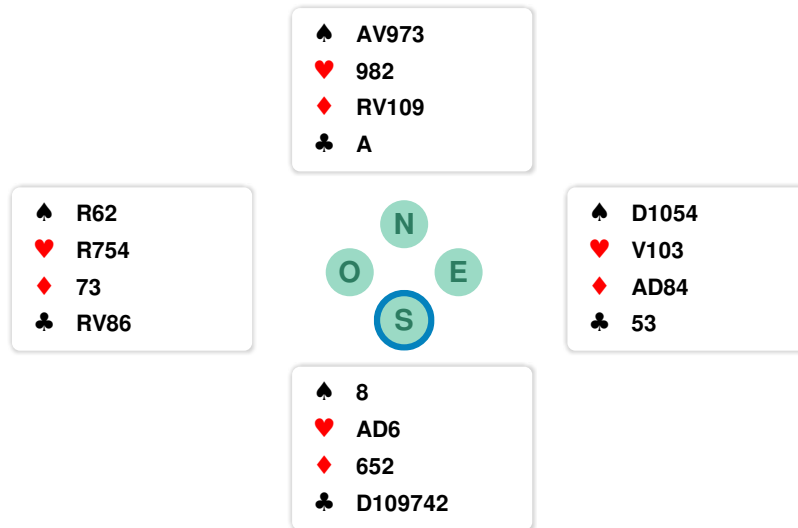 ♠ AV973
♥ 982
♦ RV109
♣ A
♠ R62
♥ R754
♦ 73
♣ RV86
N
O E
S
♠ D1054
♥ V103
♦ AD84
♣ 53
♠ 8
♥ AD6
♦ 652
♣ D109742